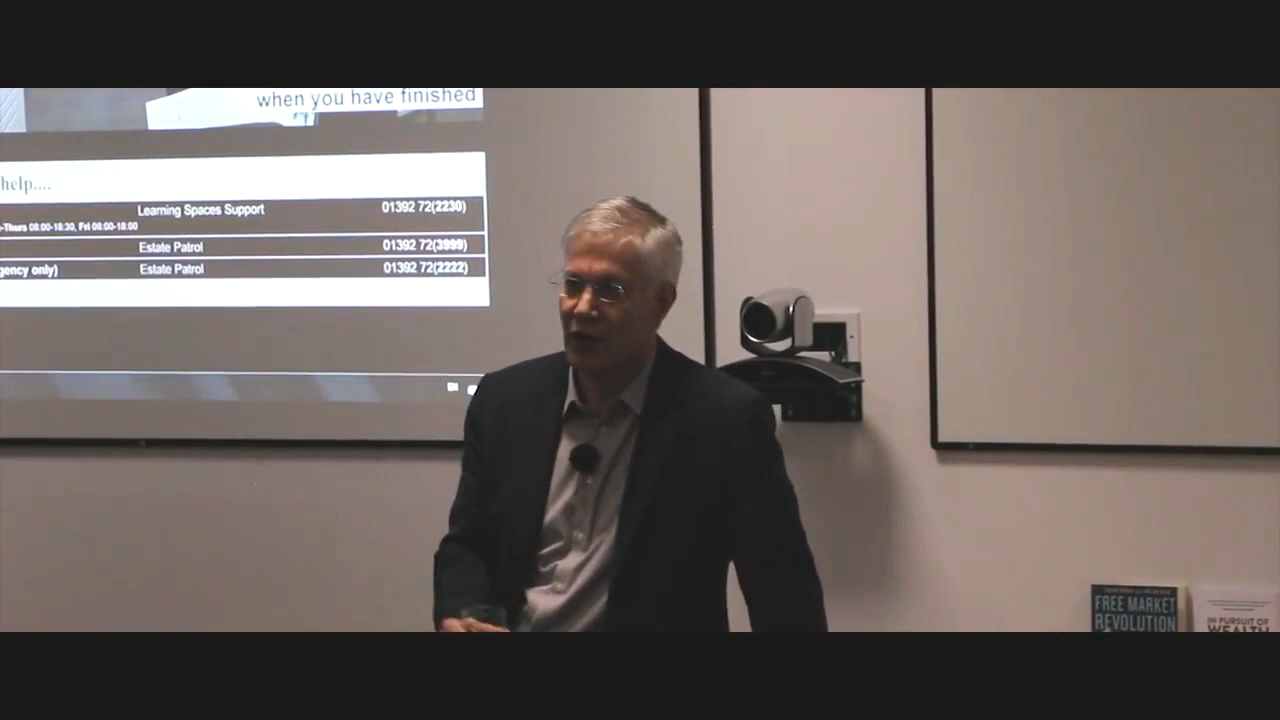 when you have finished
help....
Learning Spaces Support 01392 72(2230)
-Thurs 08:00-18:30, Fri 08:00-18:00
Estate Patrol 01392 72(3999)
gency only) Estate Patrol 01392 72(2222)
EN
FREE MARKET
REVOLUTION
IN PURSUIT OF
WEALTH